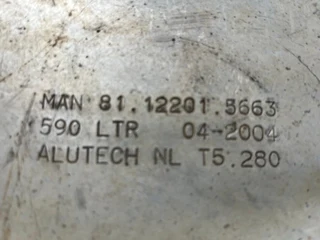 MAN 81.12201.5663
590 LTR 04-2004
ALUTECH NL T5.280